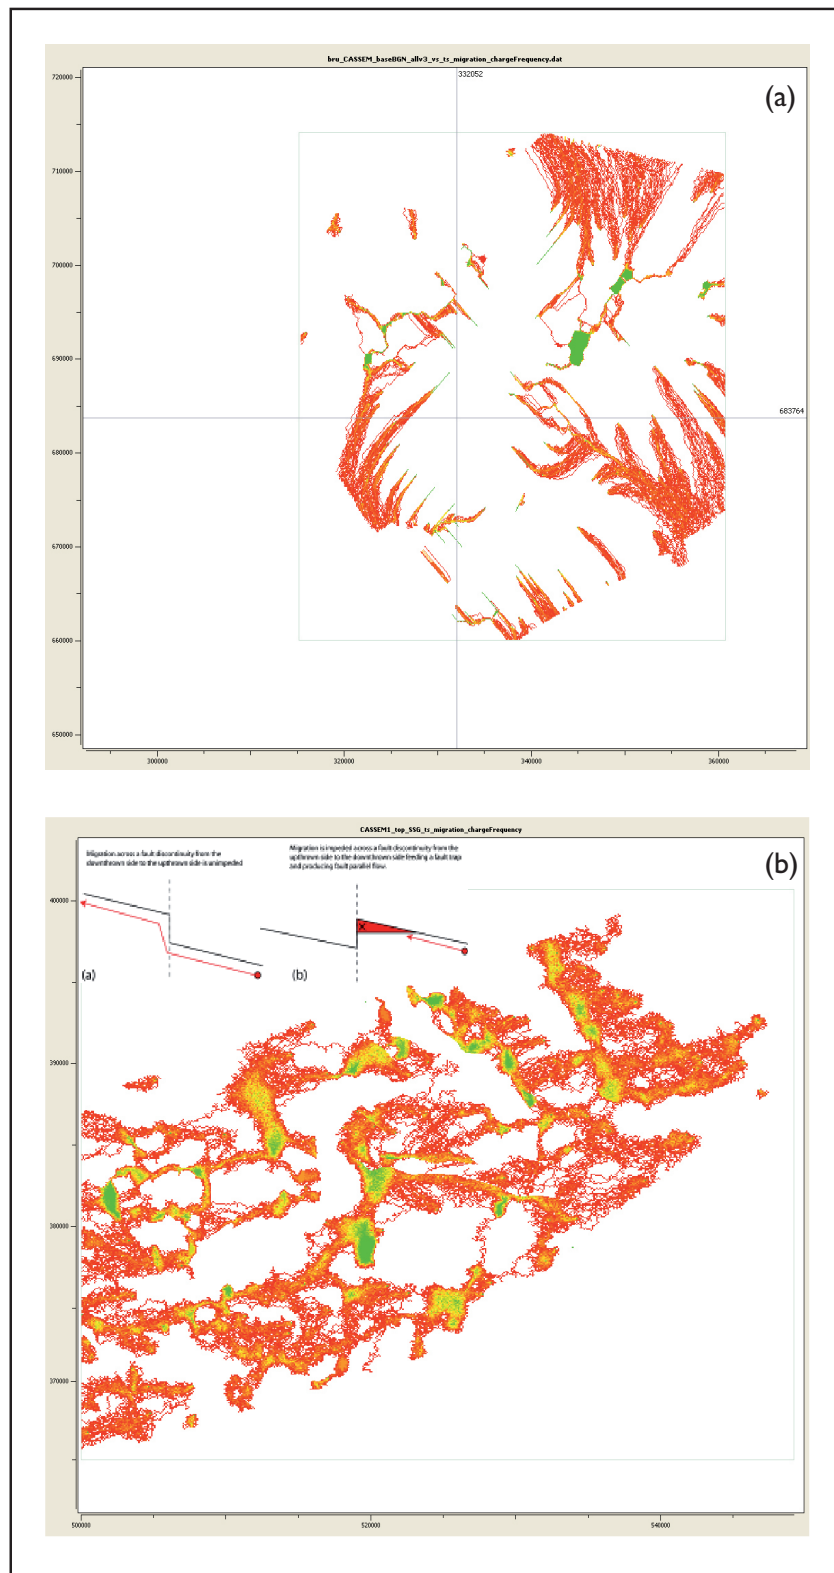 bru_CASSEM_baseBGN_allv3_vs_ts_migration_chargeFrequency.dat
(a)
332052
720000
710000
700000
690000
683764
680000
670000
660000
650000
300000
320000
340000
360000
CASSEM1_top_SSG_ts_migration_chargeFrequency
(b)
Migration across a fault discontinuity from the
downthrown side to the upthrown side is unimpeded
Migration is impeded across a fault discontinuity from the
upthrown side to the downthrown side feeding a fault trap
and producing fault parallel flow.
(a)
(b)
400000
390000
380000
370000
500000
520000
540000